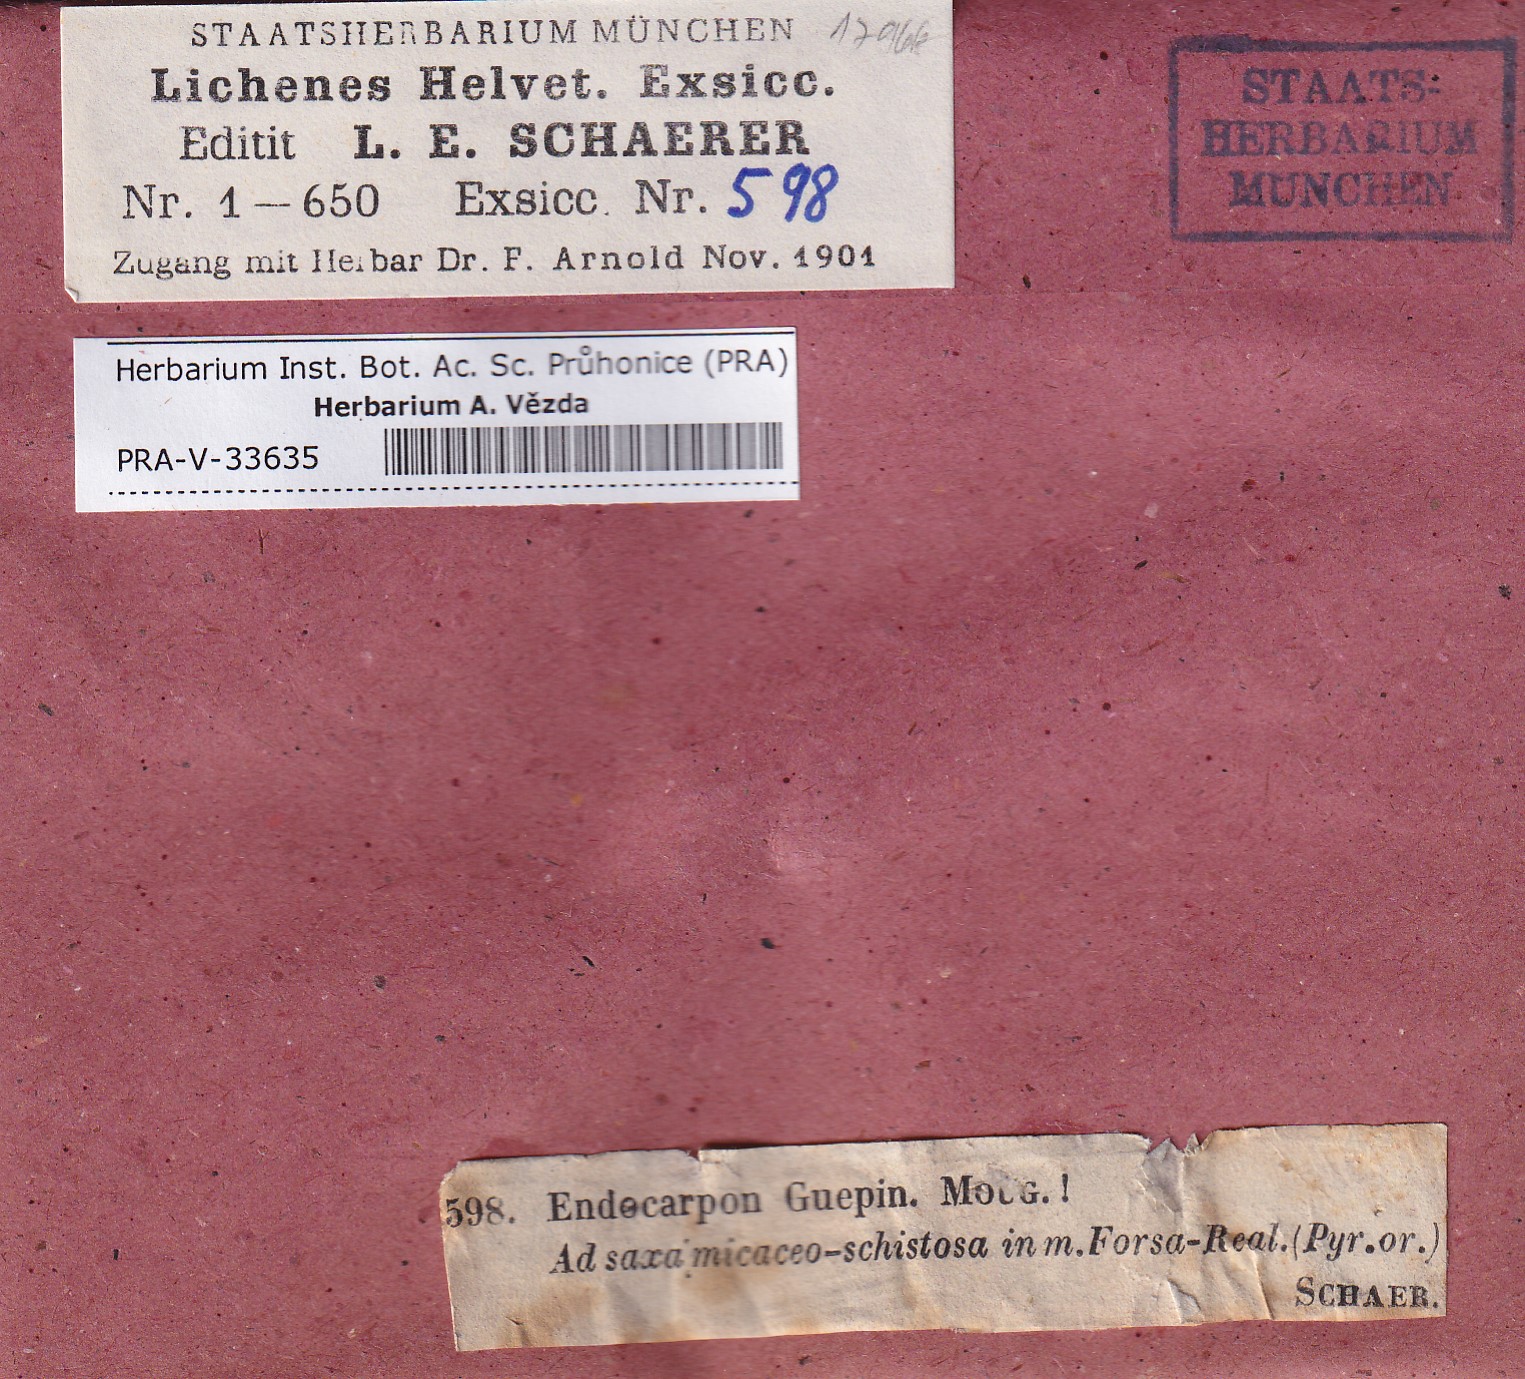 STAATSHERBARIUM MÜNCHEN
Lichenes Helvet. Exsicc.
Editit L. E. SCHAERER
Nr. 1 — 650 Exsicc. Nr. 598
Zugang mit Herbar Dr. F. Arnold Nov. 1901
STAATS-
HERBARIUM
MÜNCHEN
Herbarium Inst. Bot. Ac. Sc. Průhonice (PRA)
Herbarium A. Vězda
PRA-V-33635
598. Endocarpon Guepin. MOUG. !
Ad saxa micaceo-schistosa in m. Forsa-Real. (Pyr. or.)
SCHAER.